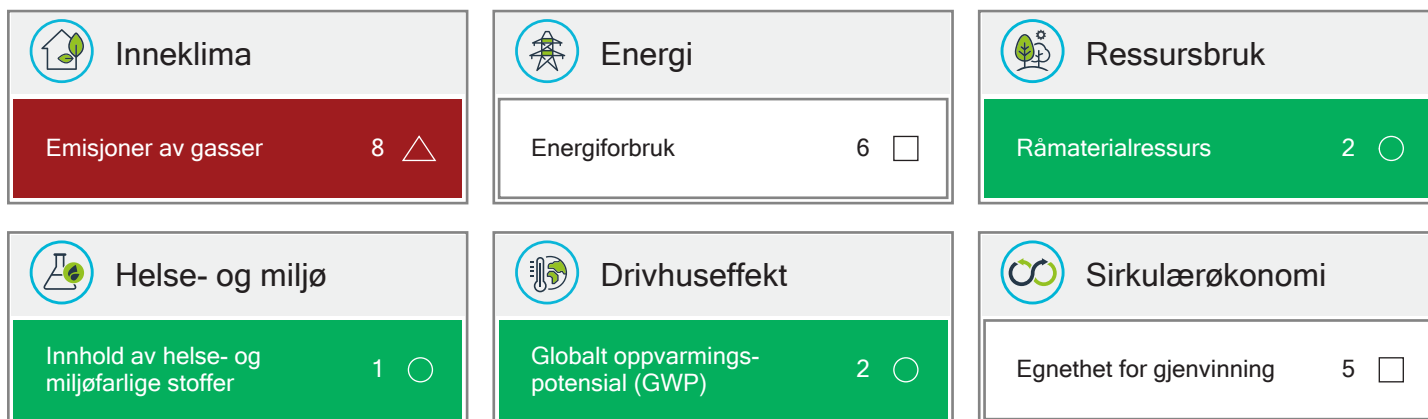 Inneklima
Emisjoner av gasser 8
Energi
Energiforbruk 6
Ressursbruk
Råmaterialressurs 2
Helse- og miljø
Innhold av helse- og
miljøfarlige stoffer 1
Drivhuseffekt
Globalt oppvarmings-
potensial (GWP) 2
Sirkulærøkonomi
Egnethet for gjenvinning 5